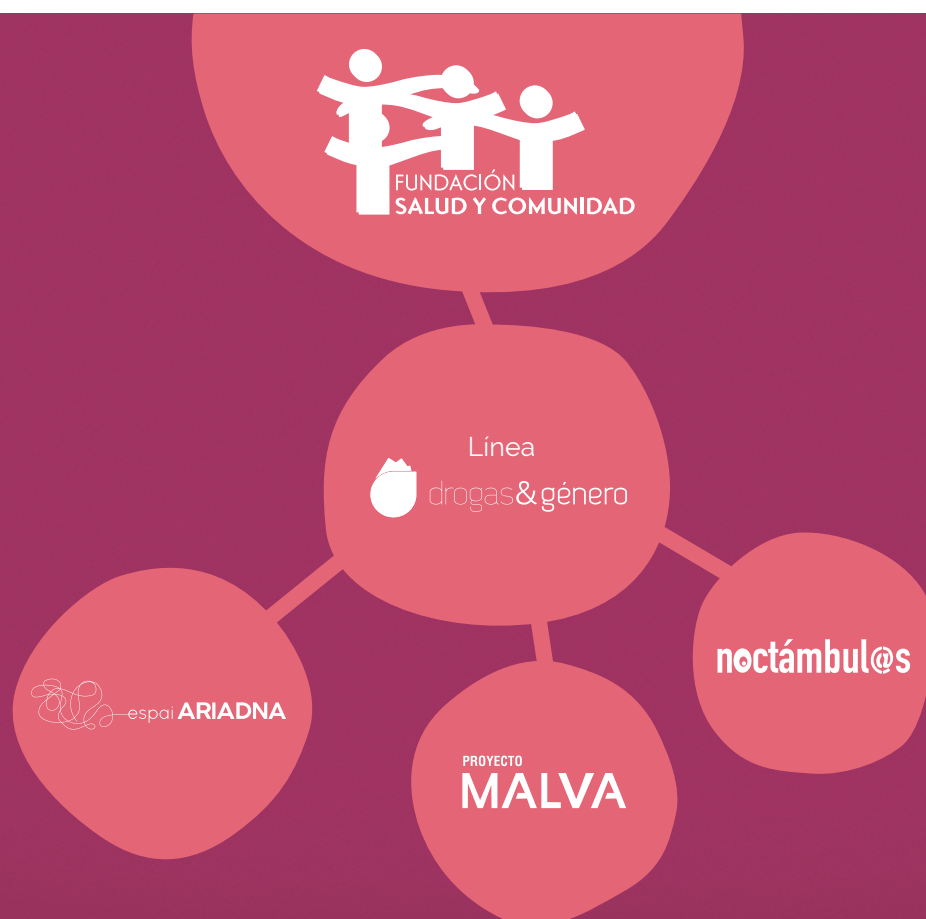 FUNDACIÓN
SALUD Y COMUNIDAD
Línea
drogas&género
noctámbul@s
espai ARIADNA
PROYECTO
MALVA